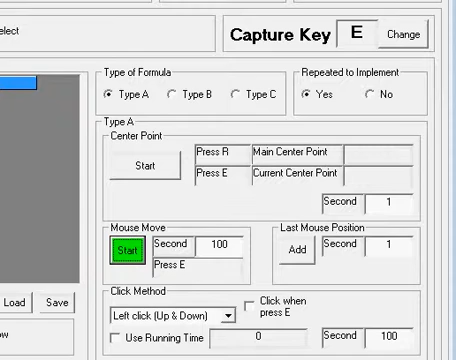 elect
Capture Key E Change
Type of Formula
Type A Type B Type C
Repeated to Implement
Yes No
Type A
Center Point
Start
Press R Main Center Point
Press E Current Center Point
Second 1
Mouse Move
Start
Second 100
Press E
Last Mouse Position
Add
Second 1
Click Method
Left click (Up & Down)
Click when
press E
Use Running Time 0
Second 100
Load Save
ow